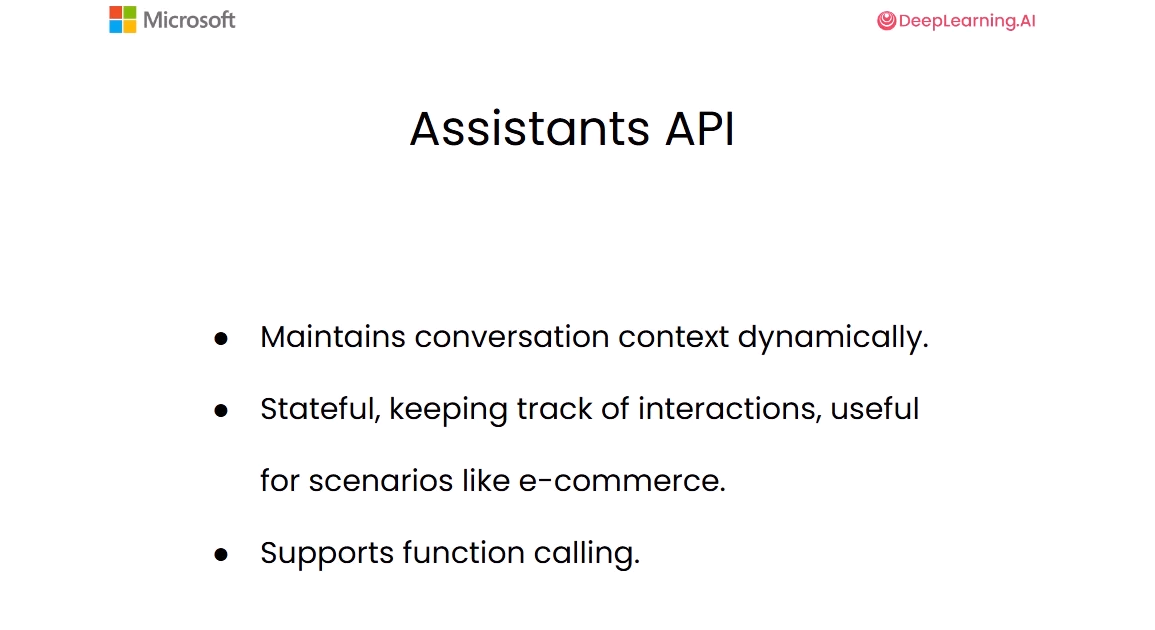 Microsoft
DeepLearning.AI
Assistants API
● Maintains conversation context dynamically.
● Stateful, keeping track of interactions, useful
for scenarios like e-commerce.
● Supports function calling.